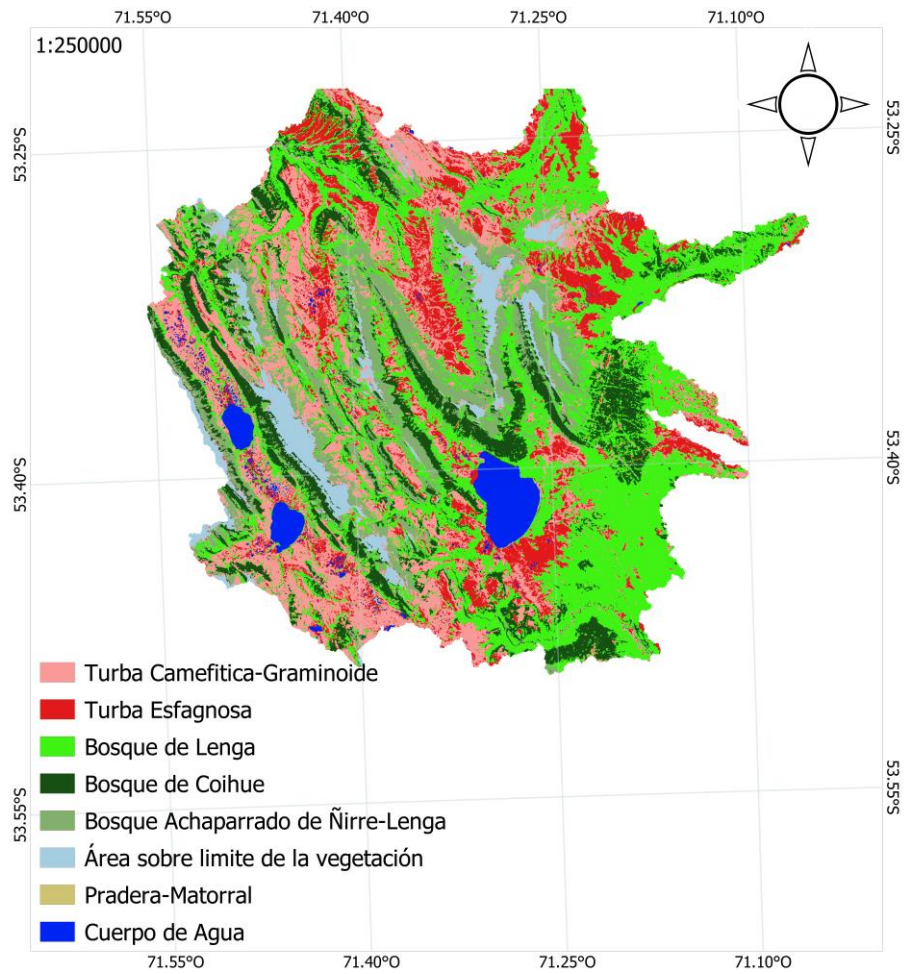 71.55°O 71.40°O 71.25°O 71.10°O
1:250000
53.25°S 53.25°S
53.40°S 53.40°S
Turba Camefitica-Graminoide
Turba Esfagnosa
Bosque de Lenga
Bosque de Coihue
53.55°S 53.55°S
Bosque Achaparrado de Ñirre-Lenga
Área sobre limite de la vegetación
Pradera-Matorral
Cuerpo de Agua
71.55°O 71.40°O 71.25°O 71.10°O